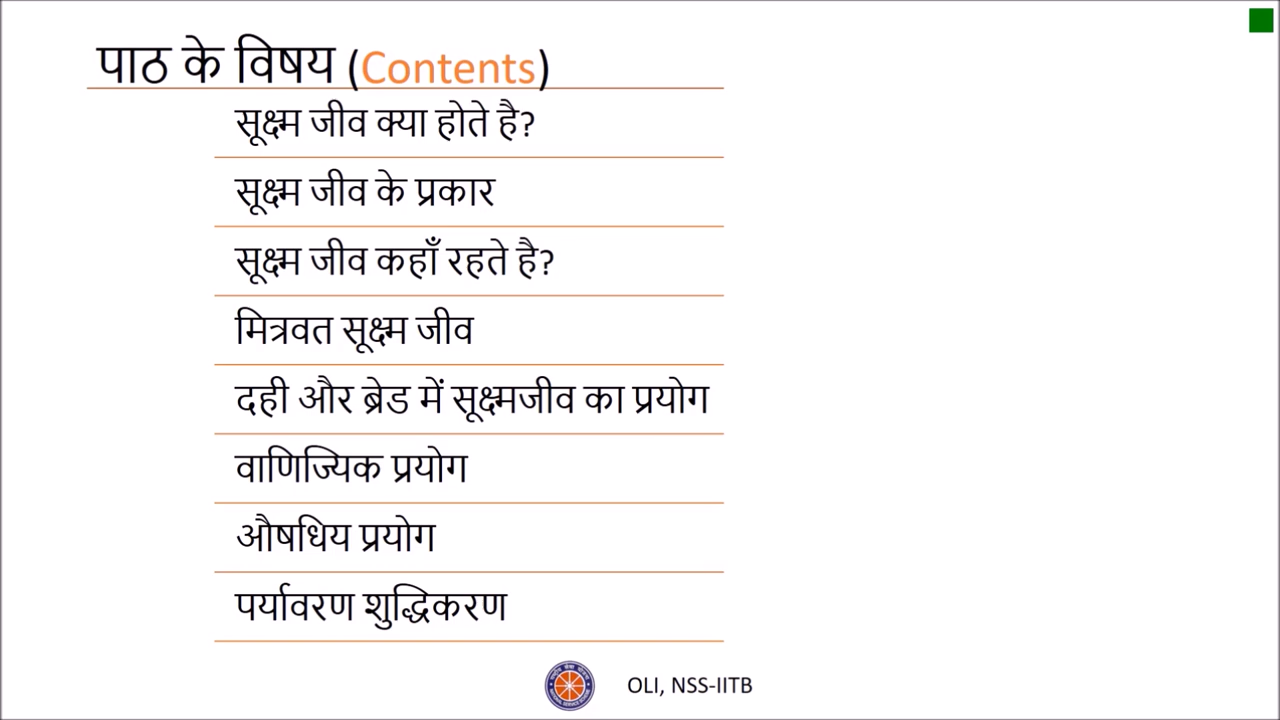 पाठ के विषय (Contents)
सूक्ष्म जीव क्या होते है?
सूक्ष्म जीव के प्रकार
सूक्ष्म जीव कहाँ रहते है?
मित्रवत सूक्ष्म जीव
दही और ब्रेड में सूक्ष्मजीव का प्रयोग
वाणिज्यिक प्रयोग
औषधिय प्रयोग
पर्यावरण शुद्धिकरण
OLI, NSS-IITB